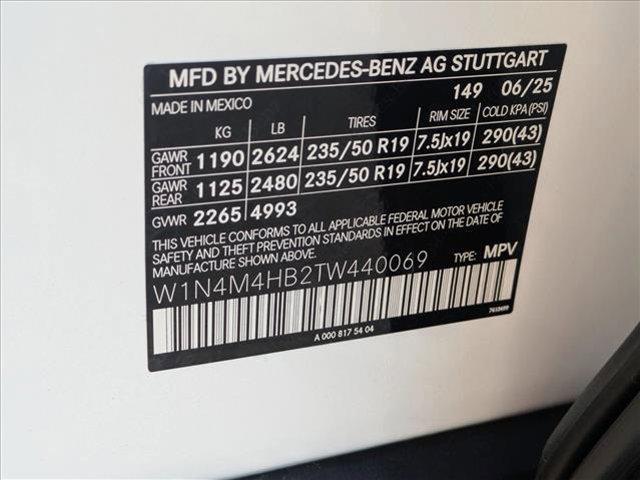 MFD BY MERCEDES-BENZ AG STUTTGART
149 06/25
MADE IN MEXICO
KG LB TIRES RIM SIZE COLD KPA(PSI)
GAWR FRONT 1190 2624 235/50 R19 7.5Jx19 290(43)
GAWR REAR 1125 2480 235/50 R19 7.5Jx19 290(43)
GVWR 2265 4993
THIS VEHICLE CONFORMS TO ALL APPLICABLE FEDERAL MOTOR VEHICLE
SAFETY AND THEFT PREVENTION STANDARDS IN EFFECT ON THE DATE OF
MANUFACTURE SHOWN ABOVE.
W1N4M4HB2TW440069 TYPE: MPV
A 000 817 54 04